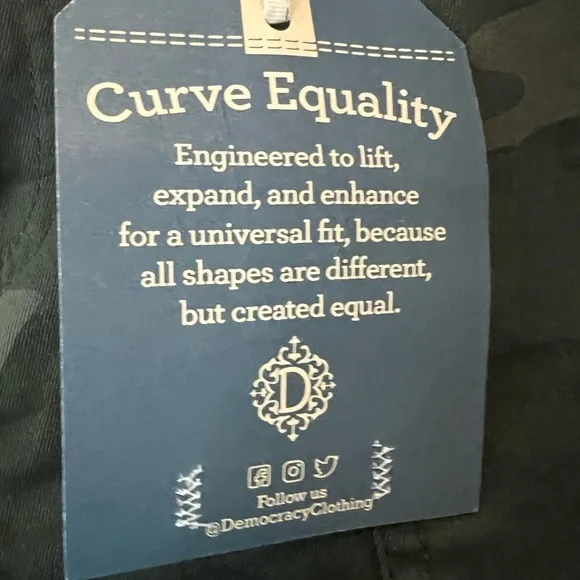 Curve Equality
Engineered to lift,
expand, and enhance
for a universal fit, because
all shapes are different,
but created equal.
D
Follow us
@DemocracyClothing